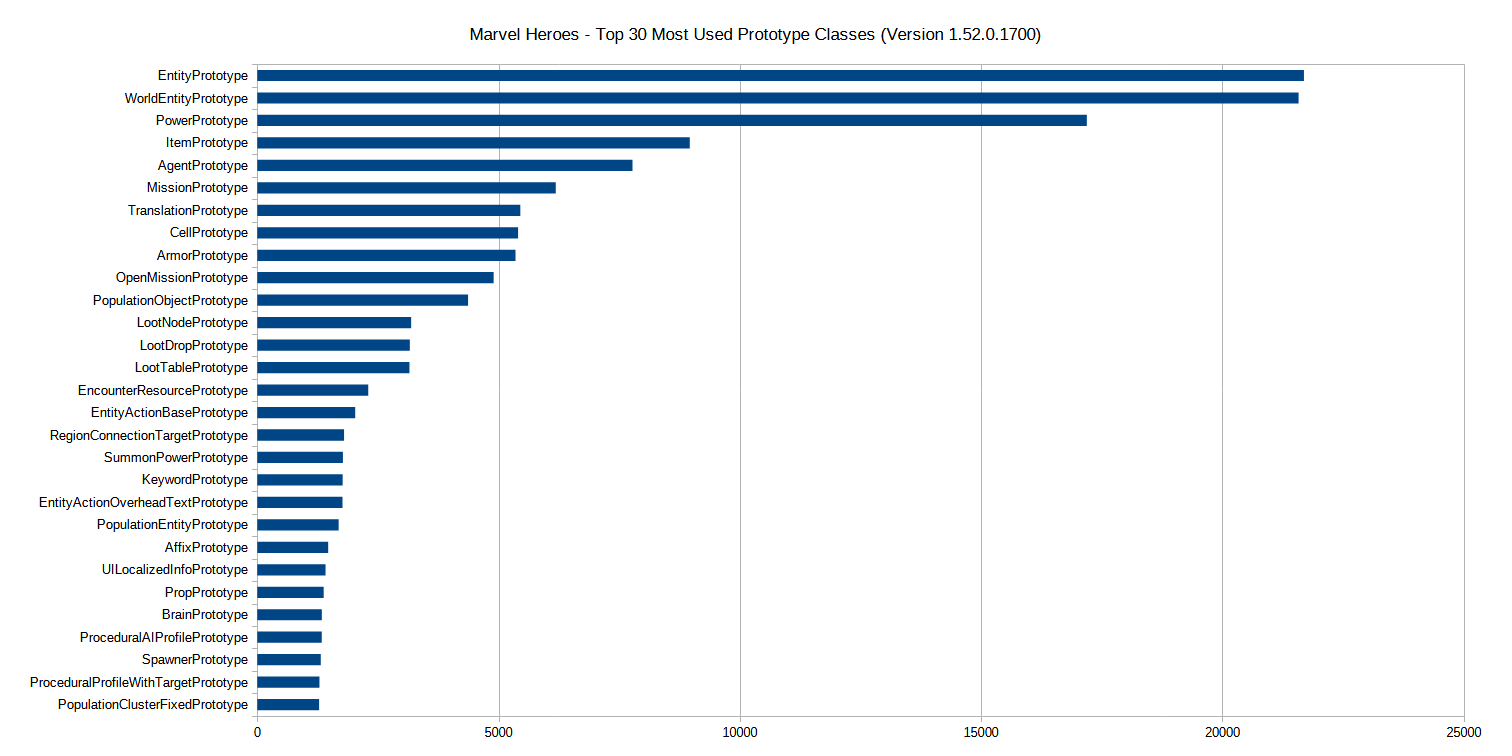 Marvel Heroes - Top 30 Most Used Prototype Classes (Version 1.52.0.1700)
EntityPrototype
WorldEntityPrototype
PowerPrototype
ItemPrototype
AgentPrototype
MissionPrototype
TranslationPrototype
CellPrototype
ArmorPrototype
OpenMissionPrototype
PopulationObjectPrototype
LootNodePrototype
LootDropPrototype
LootTablePrototype
EncounterResourcePrototype
EntityActionBasePrototype
RegionConnectionTargetPrototype
SummonPowerPrototype
KeywordPrototype
EntityActionOverheadTextPrototype
PopulationEntityPrototype
AffixPrototype
UILocalizedInfoPrototype
PropPrototype
BrainPrototype
ProceduralAIProfilePrototype
SpawnerPrototype
ProceduralProfileWithTargetPrototype
PopulationClusterFixedPrototype
0 5000 10000 15000 20000 25000